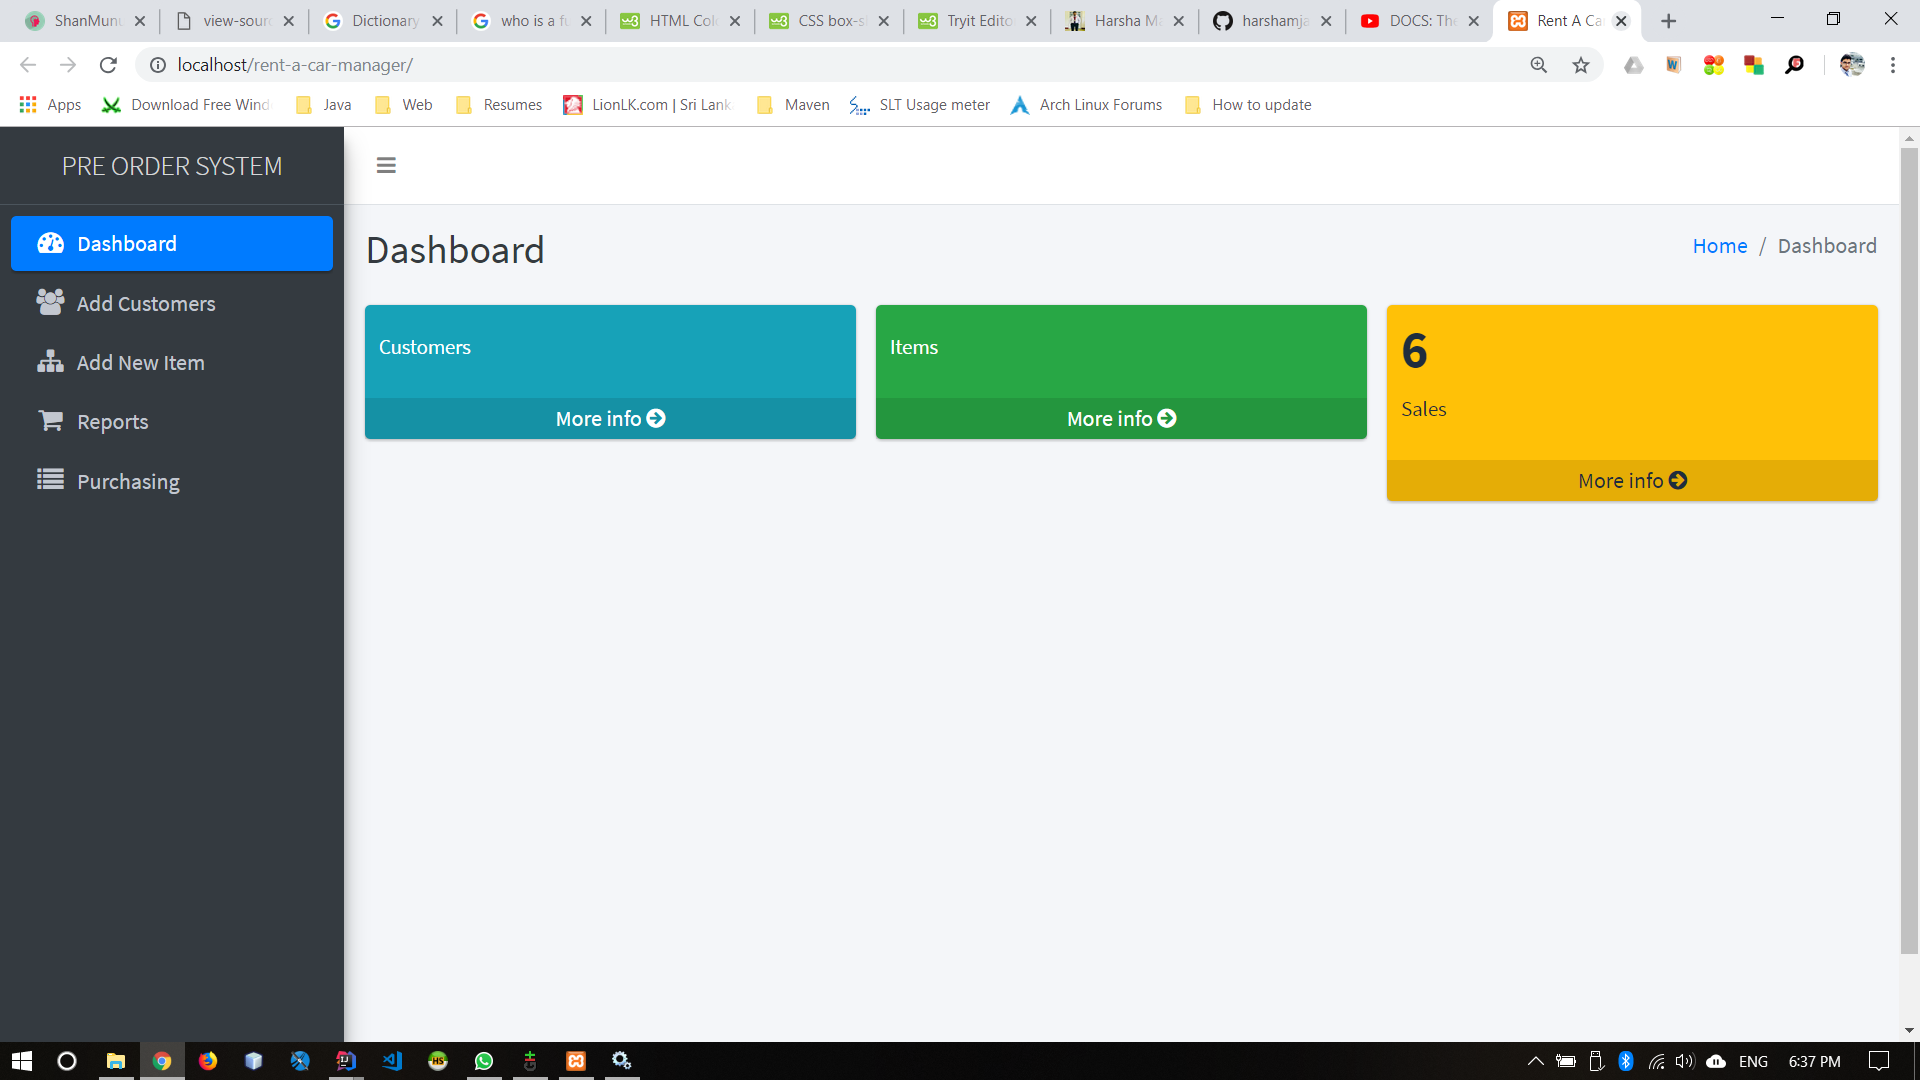 ShanMunu view-sourc Dictionary who is a fu HTML Col CSS box-s Tryit Edito Harsha Ma harshamja DOCS: The Rent A Ca
localhost/rent-a-car-manager/
Apps Download Free Wind Java Web Resumes LionLK.com | Sri Lank Maven SLT Usage meter Arch Linux Forums How to update
PRE ORDER SYSTEM
Dashboard
Add Customers
Add New Item
Reports
Purchasing
Dashboard
Home / Dashboard
Customers
More info
Items
More info
6
Sales
More info
ENG 6:37 PM